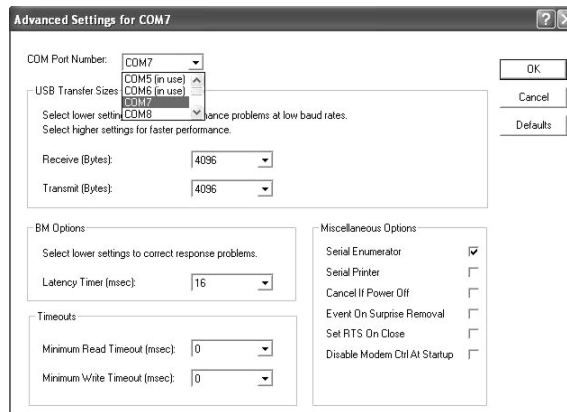 Advanced Settings for COM7
COM Port Number:
COM7
OK
Cancel
Defaults
COM5 (in use)
COM6 (in use)
COM7
COM8
USB Transfer Sizes
Select lower settin
ance problems at low baud rates.
Select higher settings for faster performance.
Receive (Bytes):
4096
Transmit (Bytes):
4096
BM Options
Select lower settings to correct response problems.
Latency Timer (msec):
16
Timeouts
Minimum Read Timeout (msec):
0
Minimum Write Timeout (msec):
0
Miscellaneous Options
Serial Enumerator
Serial Printer
Cancel If Power Off
Event On Surprise Removal
Set RTS On Close
Disable Modem Ctrl At Startup